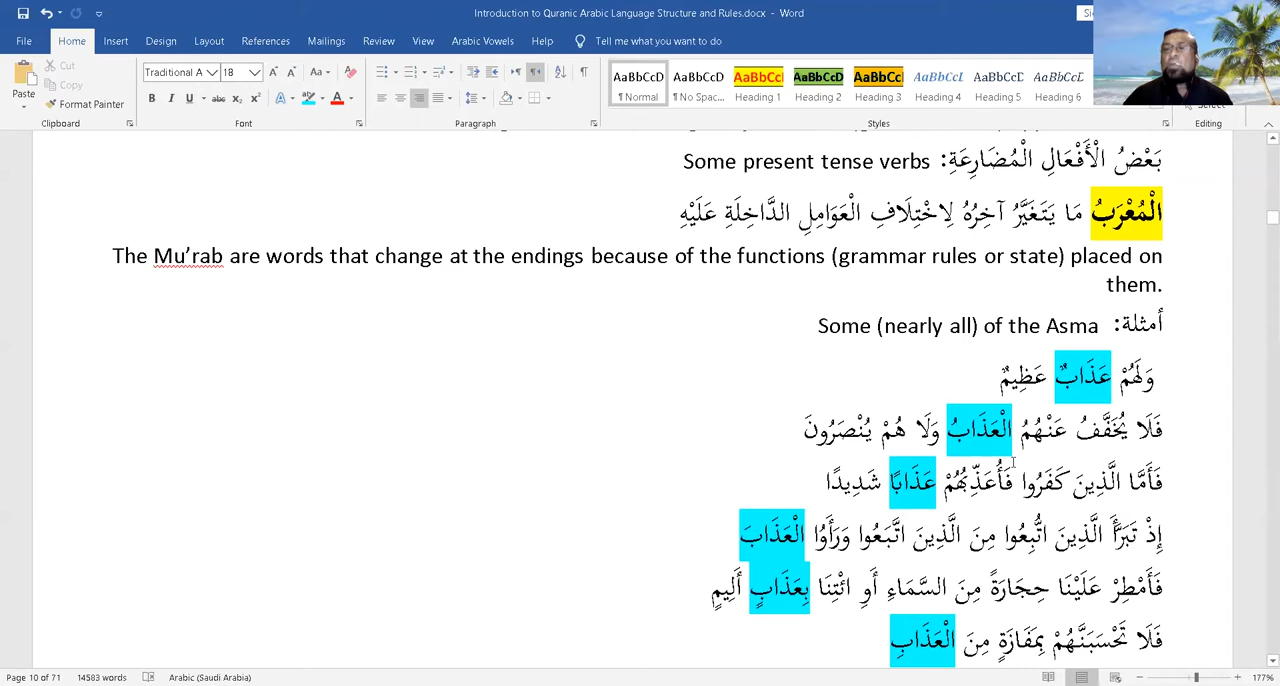 Introduction to Quranic Arabic Language Structure and Rules.docx - Word
File Home Insert Design Layout References Mailings Review View Cell Arabic Vowels Help Tell me what you want to do
Cut
Copy
Paste
Format Painter
Traditional A 18
AaBbCcD AaBbCcD AaBbCcI AaBbCcD AaBbCcI AaBbCcD AaBbCcD AaBbCcD
¶ Normal ¶ No Spac... Heading 1 Heading 2 Heading 3 Heading 4 Heading 5 Heading 6
Clipboard Font Paragraph Styles Editing
بَعْضُ الْأَفْعَالِ الْمُضَارِعَةِ: Some present tense verbs
الْمُعْرَبُ مَا يَتَغَيَّرُ آخِرُهُ لِاخْتِلَافِ الْعَوَامِلِ الدَّاخِلَةِ عَلَيْهِ
The Mu’rab are words that change at the endings because of the functions (grammar rules or state) placed on
them.
أمثلة: Some (nearly all) of the Asma
وَلَهُمْ عَذَابٌ عَظِيمٌ
فَلَا يُخَفَّفُ عَنْهُمُ الْعَذَابُ وَلَا هُمْ يُنْصَرُونَ
فَأَمَّا الَّذِينَ كَفَرُوا فَأُعَذِّبُهُمْ عَذَابًا شَدِيدًا
إِذْ تَبَرَّأَ الَّذِينَ اتُّبِعُوا مِنَ الَّذِينَ اتَّبَعُوا وَرَأَوُا الْعَذَابَ
فَأَمْطِرْ عَلَيْنَا حِجَارَةً مِنَ السَّمَاءِ أَوِ ائْتِنَا بِعَذَابٍ أَلِيمٍ
فَلَا تَحْسَبَنَّهُمْ بِمَفَازَةٍ مِنَ الْعَذَابِ
Page 10 of 71 14583 words Arabic (Saudi Arabia) 177%